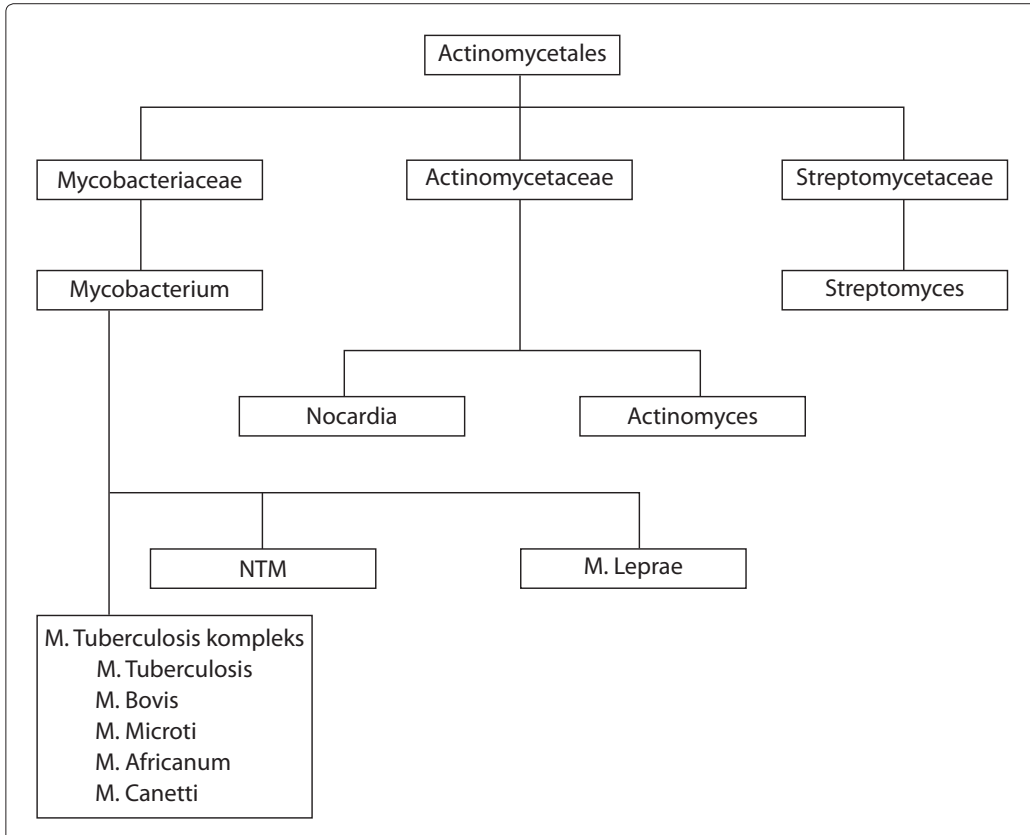 Actinomycetales
Mycobacteriaceae
Actinomycetaceae
Streptomycetaceae
Mycobacterium
Streptomyces
Nocardia
Actinomyces
NTM
M. Leprae
M. Tuberculosis kompleks
M. Tuberculosis
M. Bovis
M. Microti
M. Africanum
M. Canetti